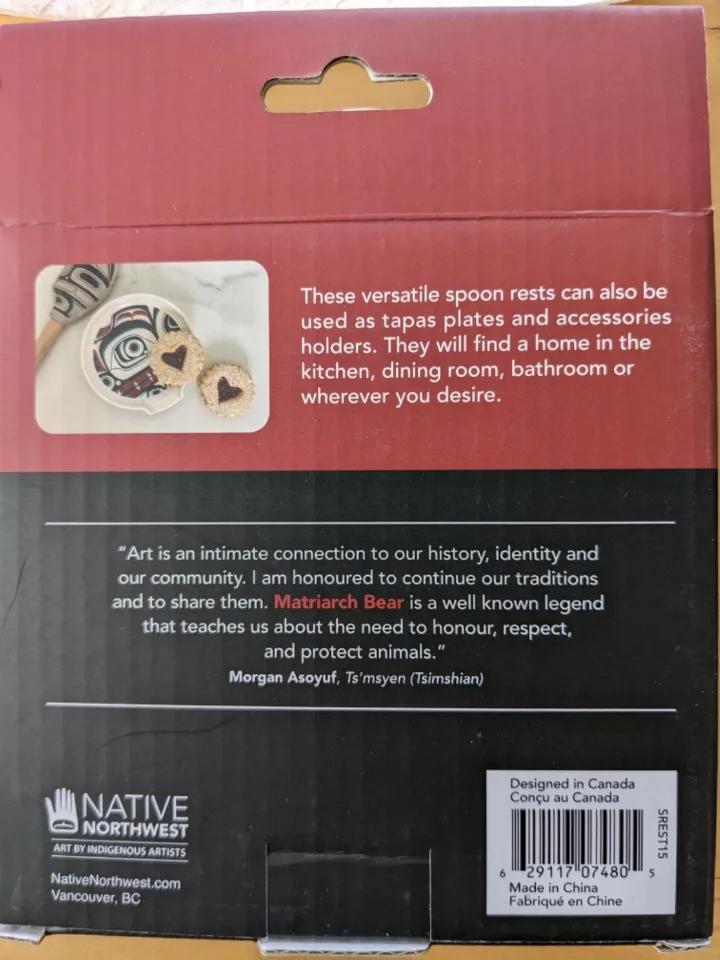 These versatile spoon rests can also be
used as tapas plates and accessories
holders. They will find a home in the
kitchen, dining room, bathroom or
wherever you desire.
“Art is an intimate connection to our history, identity and
our community. I am honoured to continue our traditions
and to share them. Matriarch Bear is a well known legend
that teaches us about the need to honour, respect,
and protect animals.”
Morgan Asoyuf, Ts'msyen (Tsimshian)
NATIVE
NORTHWEST
ART BY INDIGENOUS ARTISTS
NativeNorthwest.com
Vancouver, BC
Designed in Canada
Conçu au Canada
SREST15
6 29117 07480 5
Made in China
Fabriqué en Chine